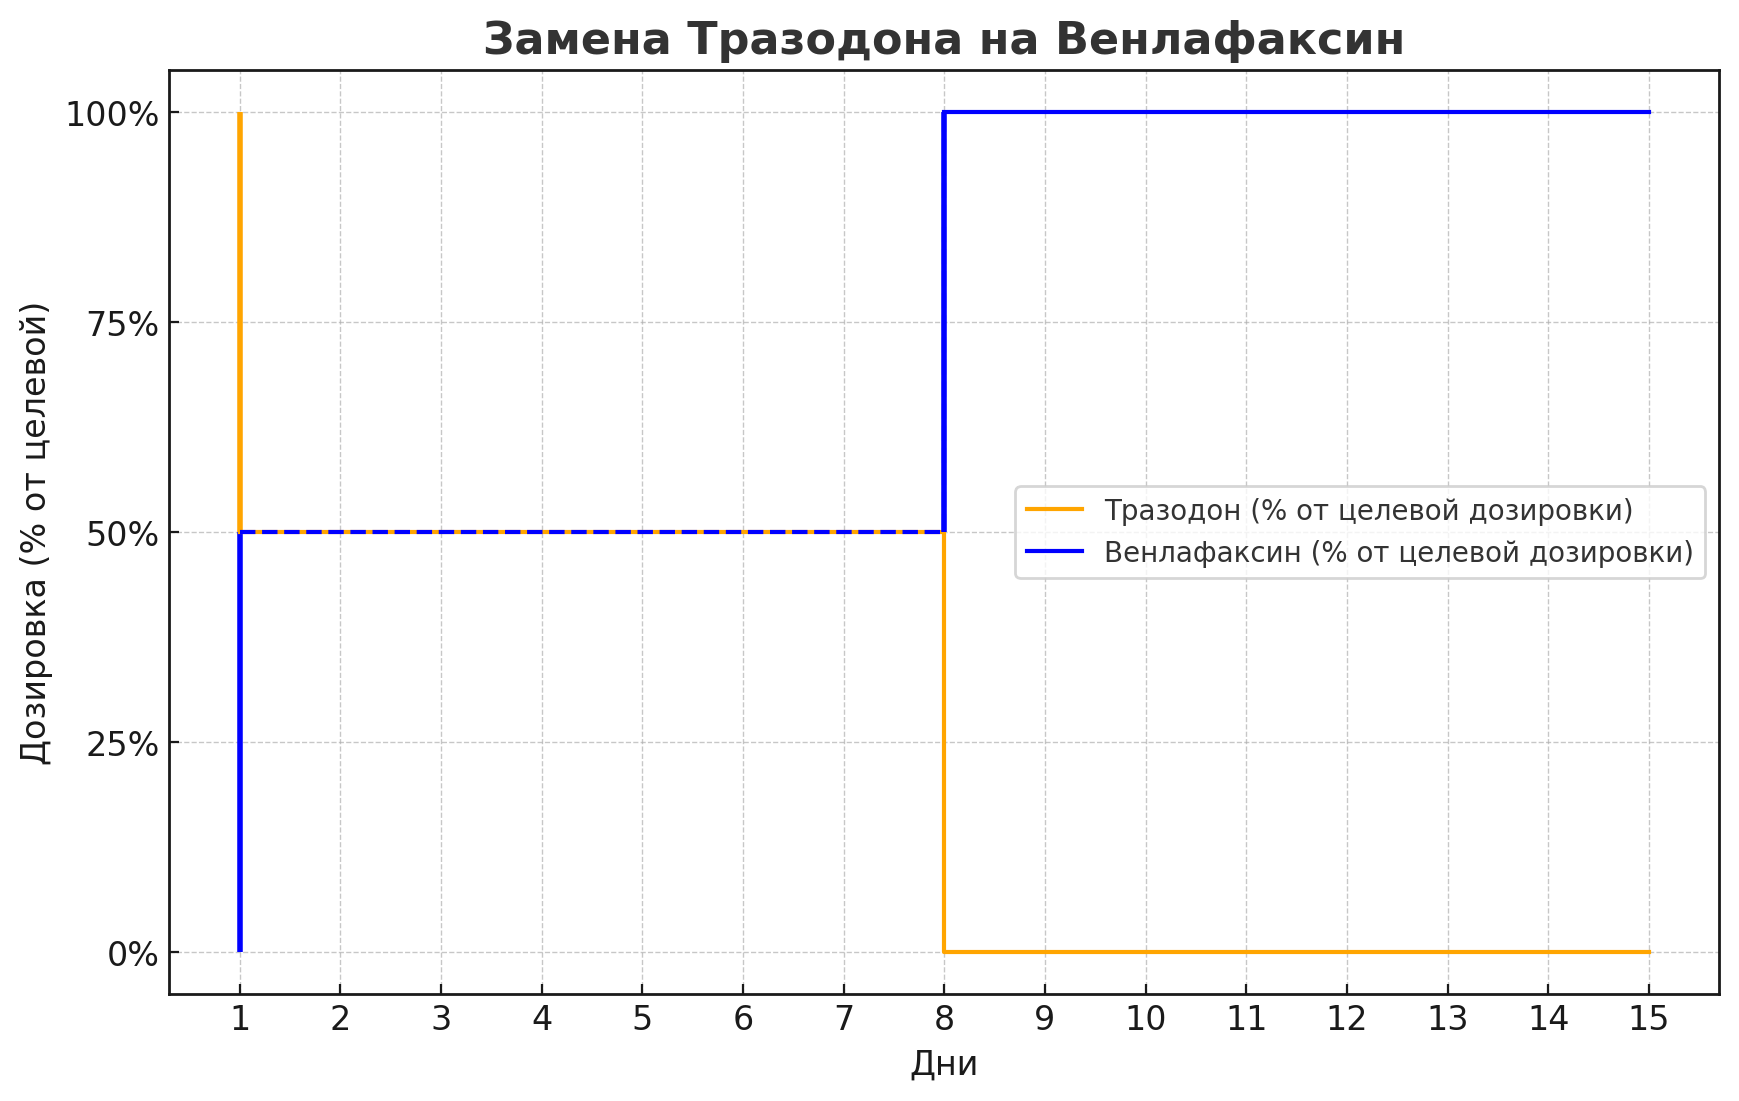 Замена Тразодона на Венлафаксин
Дозировка (% от целевой)
100%
75%
50%
25%
0%
Тразодон (% от целевой дозировки)
Венлафаксин (% от целевой дозировки)
1 2 3 4 5 6 7 8 9 10 11 12 13 14 15
Дни